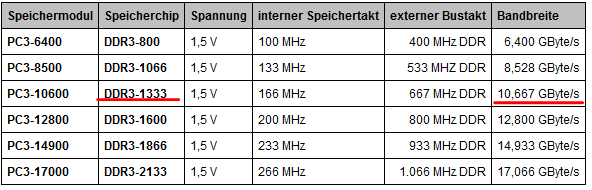 Speichermodul Speicherchip Spannung interner Speichertakt externer Bustakt Bandbreite
PC3-6400 DDR3-800 1,5 V 100 MHz 400 MHz DDR 6,400 GByte/s
PC3-8500 DDR3-1066 1,5 V 133 MHz 533 MHZ DDR 8,528 GByte/s
PC3-10600 DDR3-1333 1,5 V 166 MHz 667 MHz DDR 10,667 GByte/s
PC3-12800 DDR3-1600 1,5 V 200 MHz 800 MHz DDR 12,800 GByte/s
PC3-14900 DDR3-1866 1,5 V 233 MHz 933 MHz DDR 14,933 GByte/s
PC3-17000 DDR3-2133 1,5 V 266 MHz 1.066 MHz DDR 17,066 GByte/s